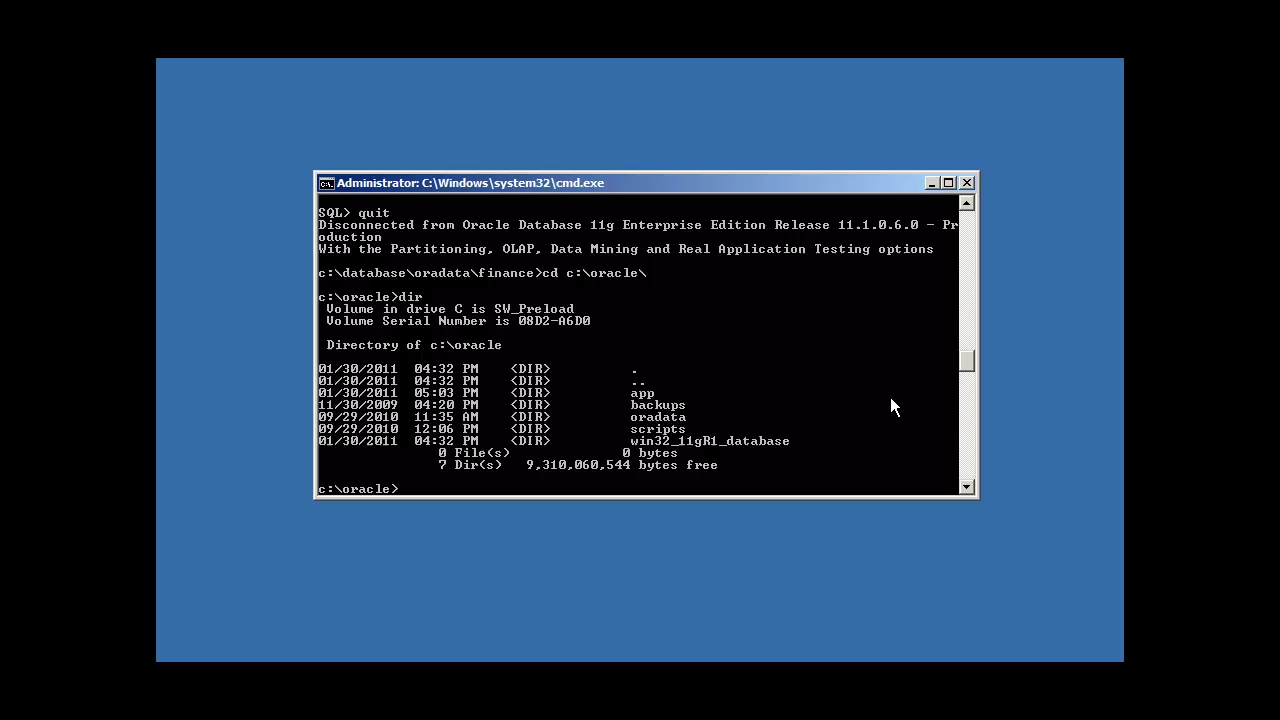 Administrator: C:\Windows\system32\cmd.exe
SQL> quit
Disconnected from Oracle Database 11g Enterprise Edition Release 11.1.0.6.0 - Pr
oduction
With the Partitioning, OLAP, Data Mining and Real Application Testing options
c:\database\oradata\finance>cd c:\oracle\
c:\oracle>dir
Volume in drive C is SW_Preload
Volume Serial Number is 08D2-A6D0
Directory of c:\oracle
01/30/2011  04:32 PM    <DIR>          .
01/30/2011  04:32 PM    <DIR>          ..
01/30/2011  05:03 PM    <DIR>          app
11/30/2009  04:20 PM    <DIR>          backups
09/29/2010  11:35 AM    <DIR>          oradata
09/29/2010  12:06 PM    <DIR>          scripts
01/30/2011  04:32 PM    <DIR>          win32_11gR1_database
0 File(s)              0 bytes
7 Dir(s)   9,310,060,544 bytes free
c:\oracle>